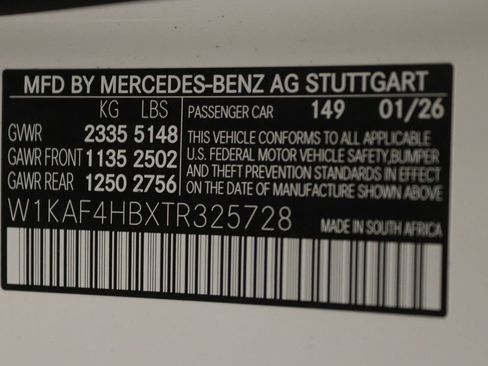 MFD BY MERCEDES-BENZ AG STUTTGART
KG LBS PASSENGER CAR 149 01/26
GVWR 2335 5148
GAWR FRONT 1135 2502
GAWR REAR 1250 2756
THIS VEHICLE CONFORMS TO ALL APPLICABLE
U.S. FEDERAL MOTOR VEHICLE SAFETY, BUMPER
AND THEFT PREVENTION STANDARDS IN EFFECT
ON THE DATE OF MANUFACTURE SHOWN ABOVE.
W1KAF4HBXTR325728 MADE IN SOUTH AFRICA